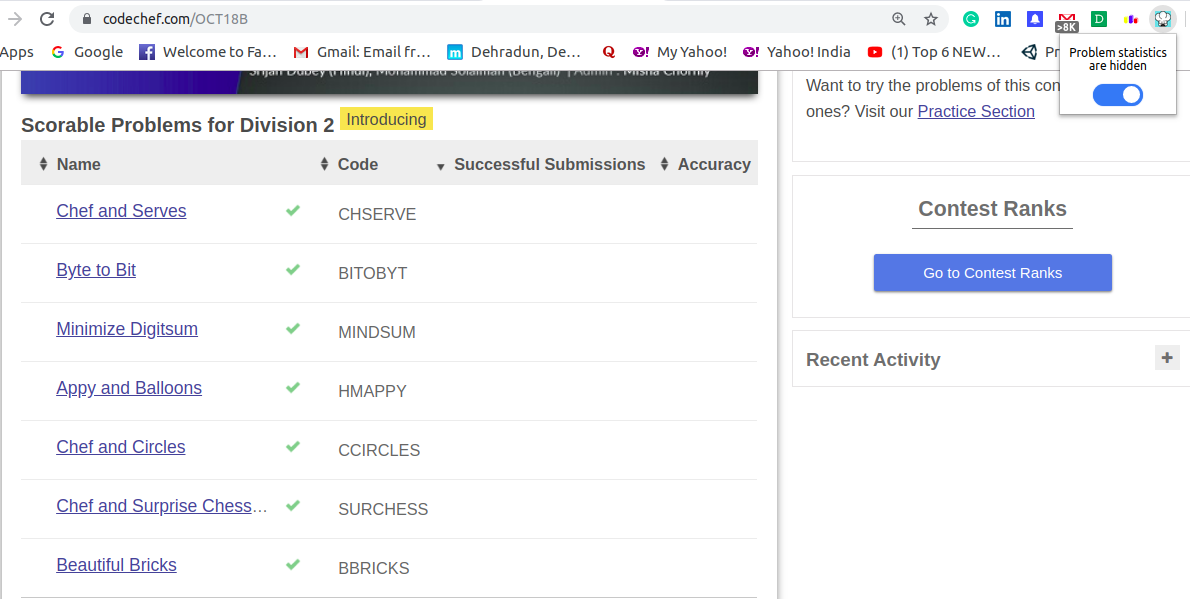 codechef.com/OCT18B
>8K
Apps Google Welcome to Fa… Gmail: Email fr… Dehradun, De… My Yahoo! Yahoo! India (1) Top 6 NEW… Pr
Problem statistics
are hidden
Srijan Dubey (Hindi), Mohammad Solaiman (Bengali) | Admin : Misha Chorniy
Scorable Problems for Division 2 Introducing
Name Code Successful Submissions Accuracy
Chef and Serves CHSERVE
Byte to Bit BITOBYT
Minimize Digitsum MINDSUM
Appy and Balloons HMAPPY
Chef and Circles CCIRCLES
Chef and Surprise Chess… SURCHESS
Beautiful Bricks BBRICKS
Want to try the problems of this con
ones? Visit our Practice Section
Contest Ranks
Go to Contest Ranks
Recent Activity +